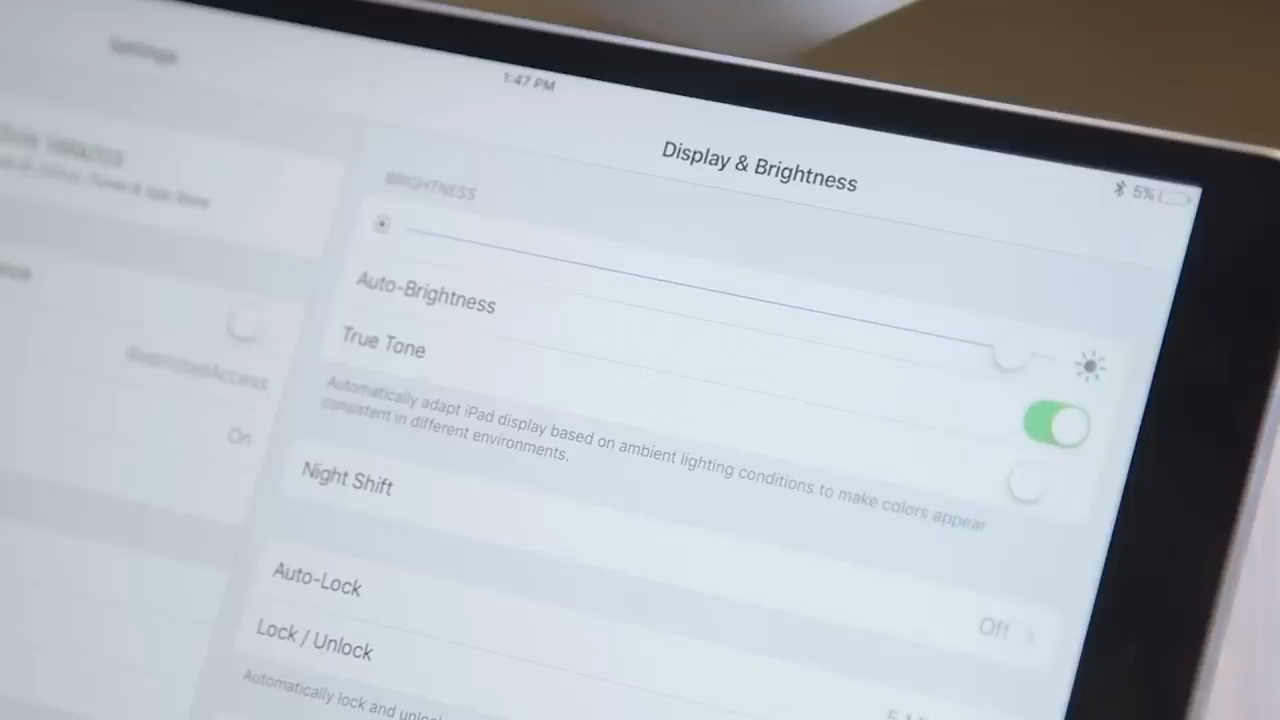 Settings
1:47 PM
5%
Display & Brightness
BRIGHTNESS
Auto-Brightness
True Tone
Automatically adapt iPad display based on ambient lighting conditions to make colors appear
consistent in different environments.
Night Shift
Off
Auto-Lock
Lock / Unlock
Automatically lock and
On